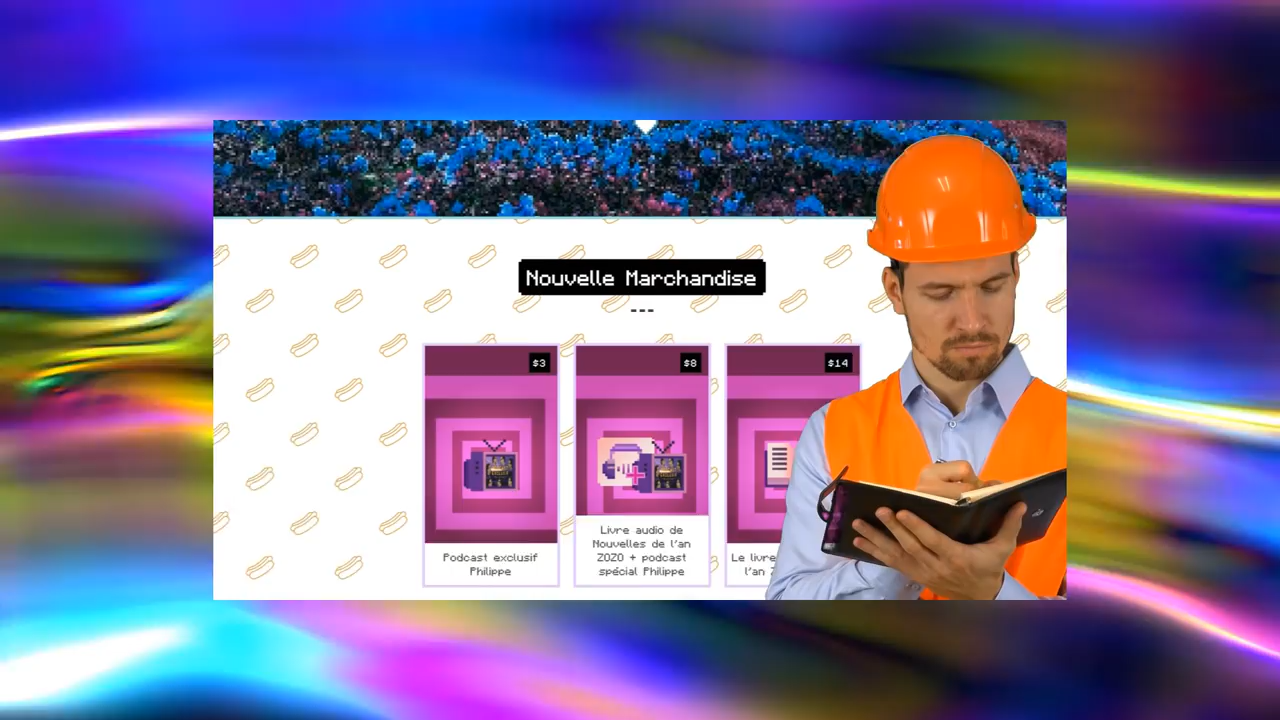 Nouvelle Marchandise
---
$3
$8
$14
Podcast exclusif
Philippe
Livre audio de
Nouvelles de l'an
2020 + podcast
spécial Philippe
Le livre
l'an